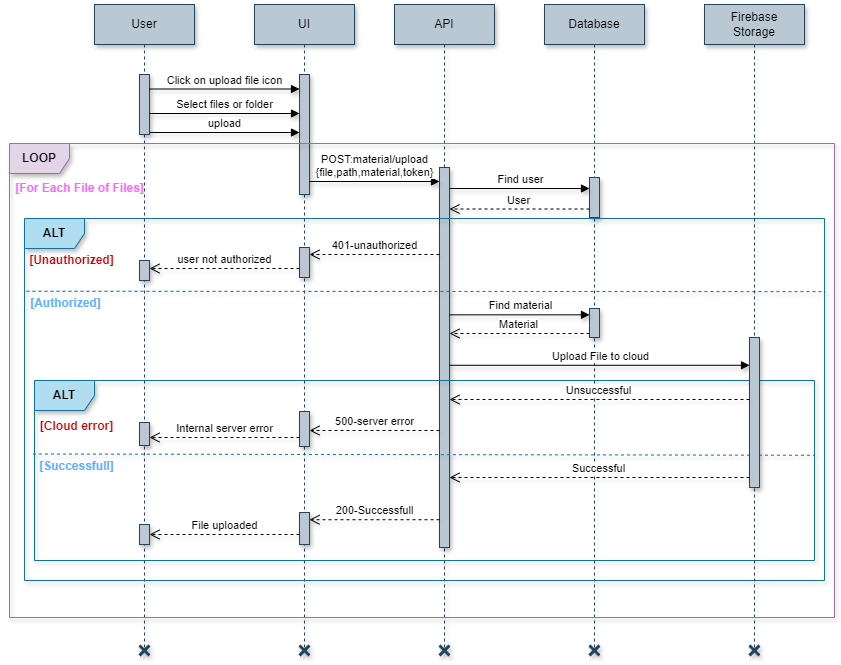 User
UI
API
Database
Firebase
Storage
Click on upload file icon
Select files or folder
upload
LOOP
POST:material/upload
{file,path,material,token}
[For Each File of Files]
Find user
User
ALT
401-unauthorized
[Unauthorized]
user not authorized
[Authorized]
Find material
Material
Upload File to cloud
ALT
Unsuccessful
[Cloud error]
500-server error
Internal server error
[Successfull]
Successful
200-Successfull
File uploaded